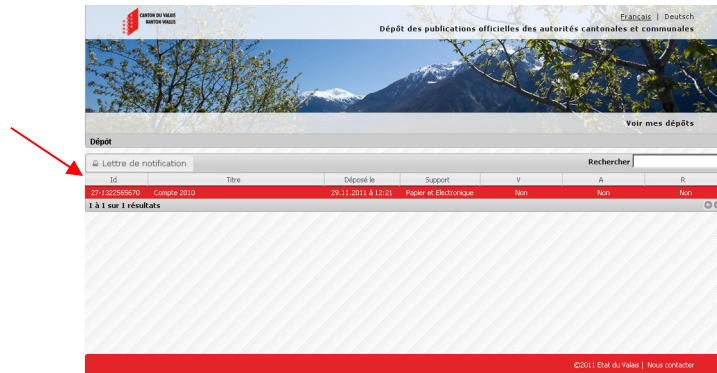 CANTON DU VALAIS
KANTON WALLIS
Français | Deutsch
Dépôt des publications officielles des autorités cantonales et communales
Voir mes dépôts
Dépôt
Lettre de notification Rechercher
Id Titre Déposé le Support V A R
27-1322565670 Compte 2010 29.11.2011 à 12:21 Papier et Electronique Non Non Non
1 à 1 sur 1 résultats
©2011 Etat du Valais | Nous contacter